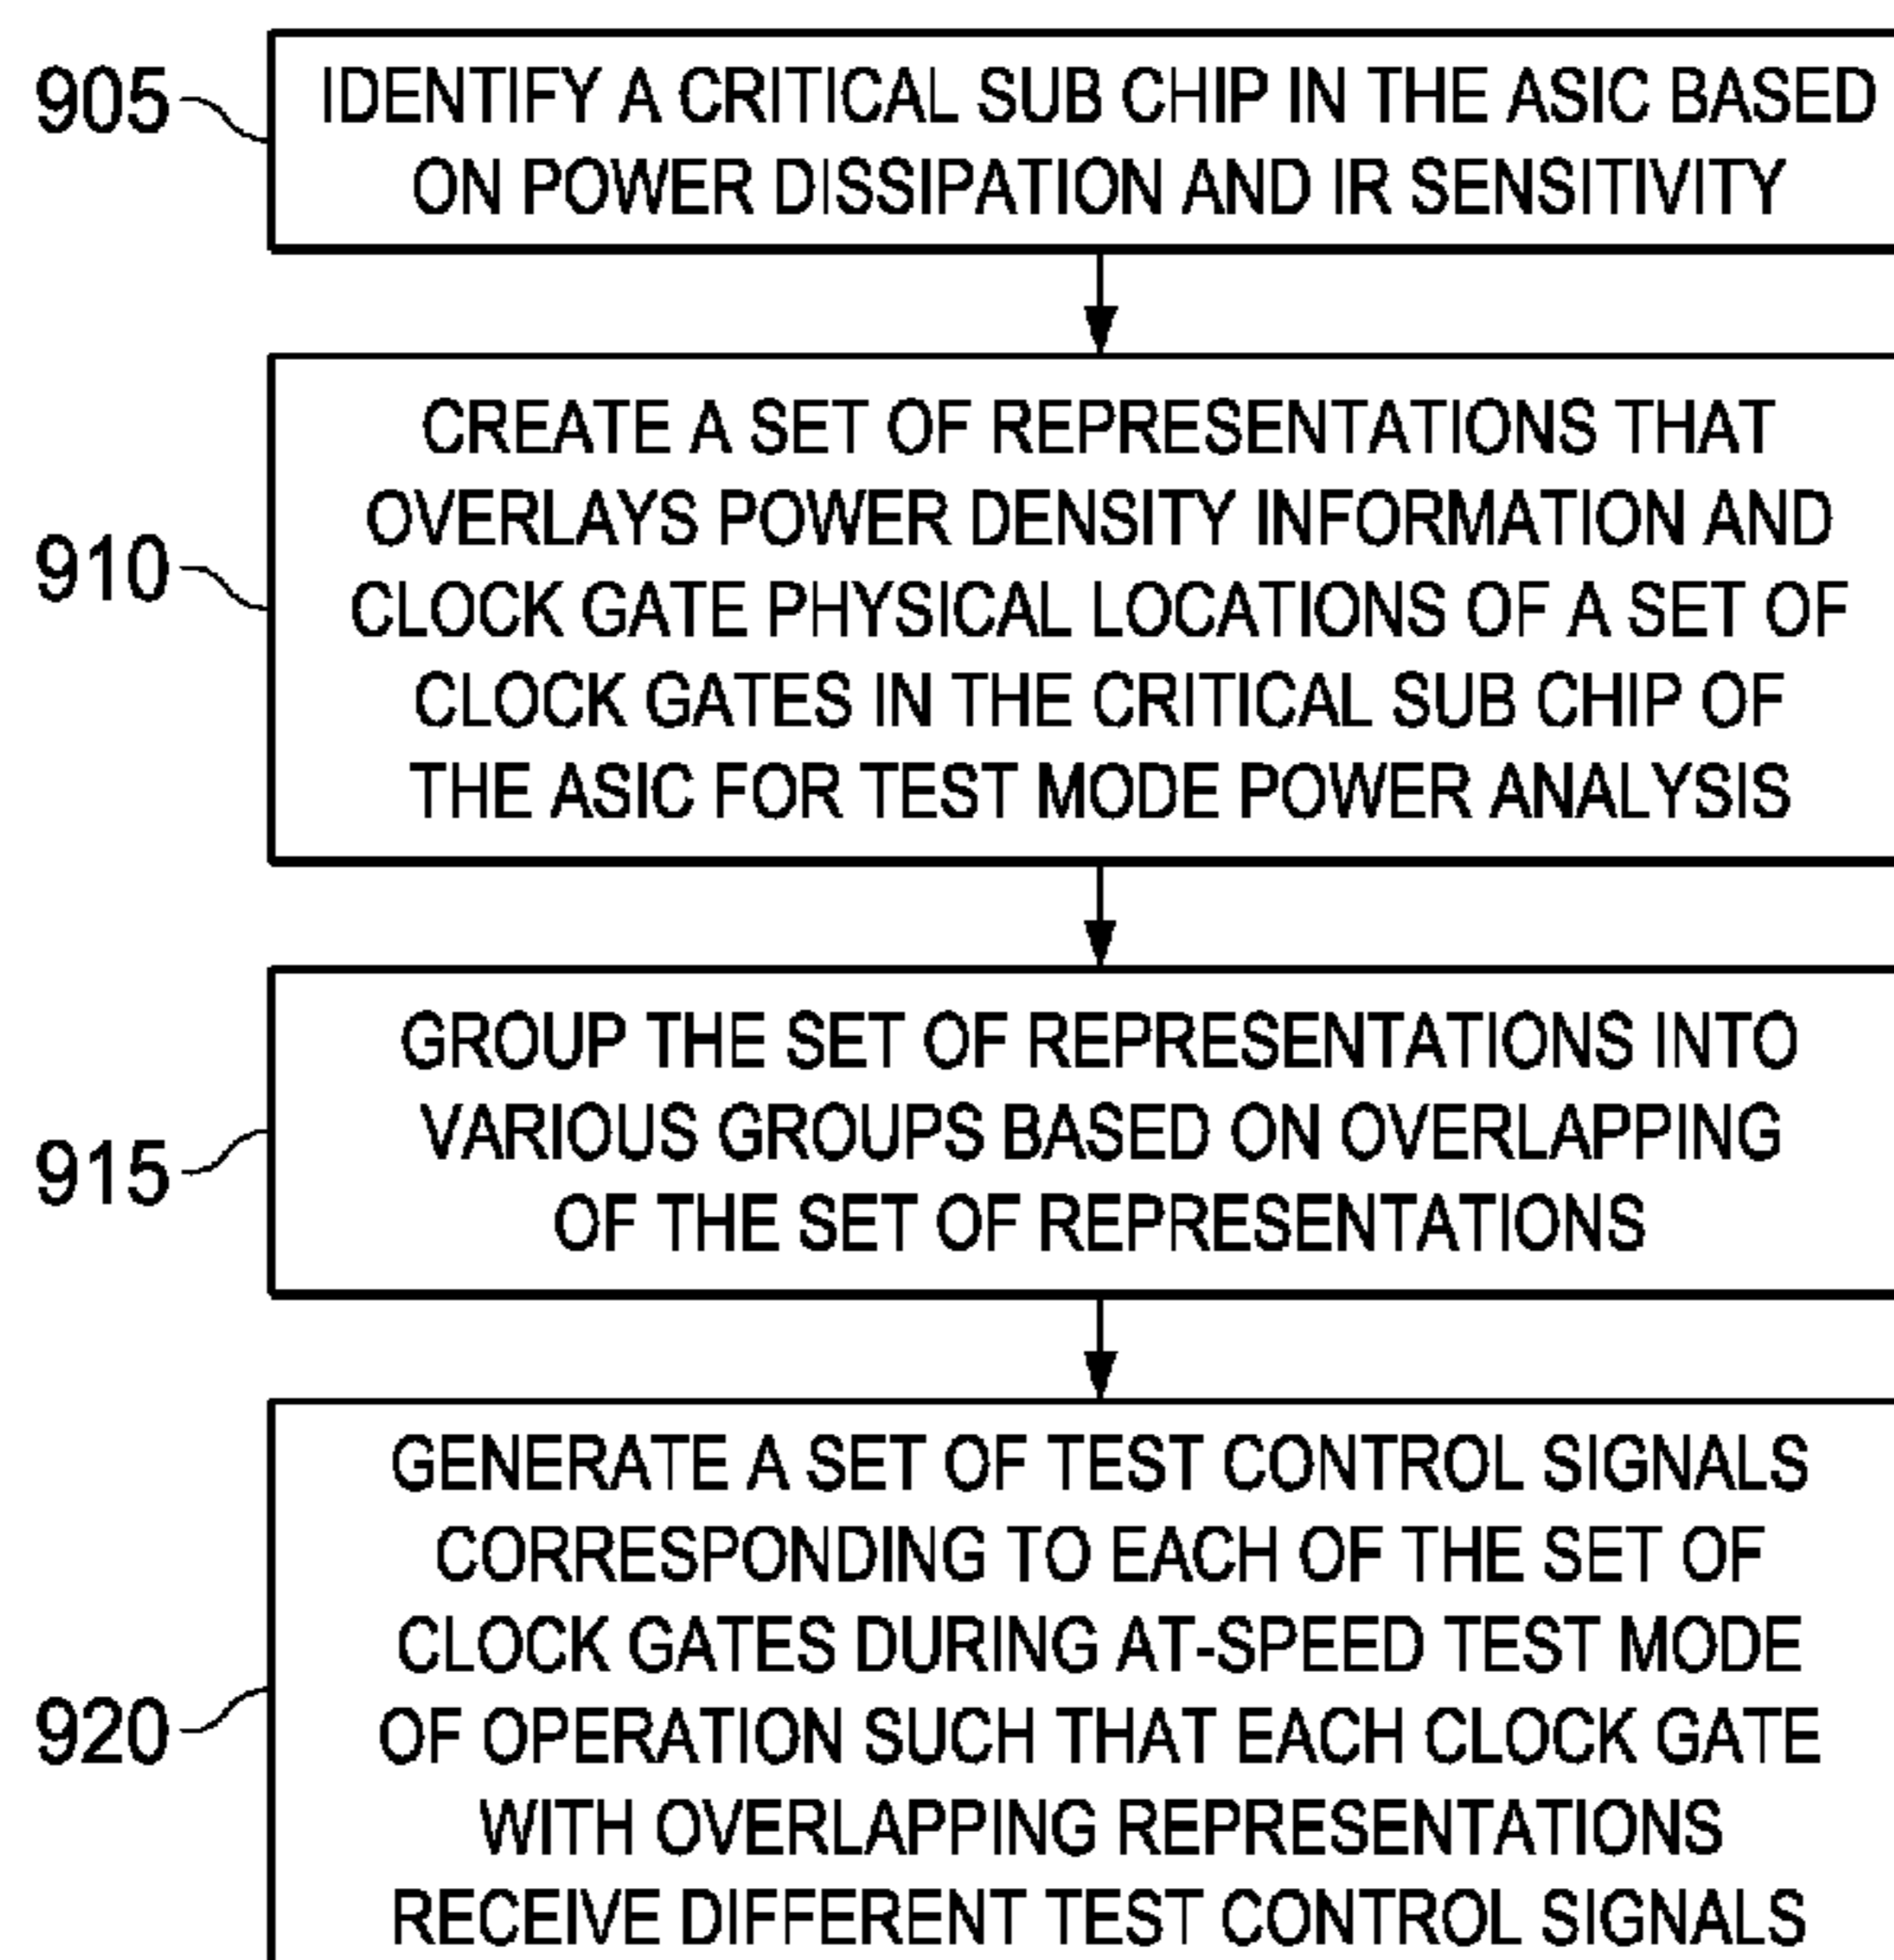 905
IDENTIFY A CRITICAL SUB CHIP IN THE ASIC BASED
ON POWER DISSIPATION AND IR SENSITIVITY
910
CREATE A SET OF REPRESENTATIONS THAT
OVERLAYS POWER DENSITY INFORMATION AND
CLOCK GATE PHYSICAL LOCATIONS OF A SET OF
CLOCK GATES IN THE CRITICAL SUB CHIP OF
THE ASIC FOR TEST MODE POWER ANALYSIS
915
GROUP THE SET OF REPRESENTATIONS INTO
VARIOUS GROUPS BASED ON OVERLAPPING
OF THE SET OF REPRESENTATIONS
920
GENERATE A SET OF TEST CONTROL SIGNALS
CORRESPONDING TO EACH OF THE SET OF
CLOCK GATES DURING AT-SPEED TEST MODE
OF OPERATION SUCH THAT EACH CLOCK GATE
WITH OVERLAPPING REPRESENTATIONS
RECEIVE DIFFERENT TEST CONTROL SIGNALS